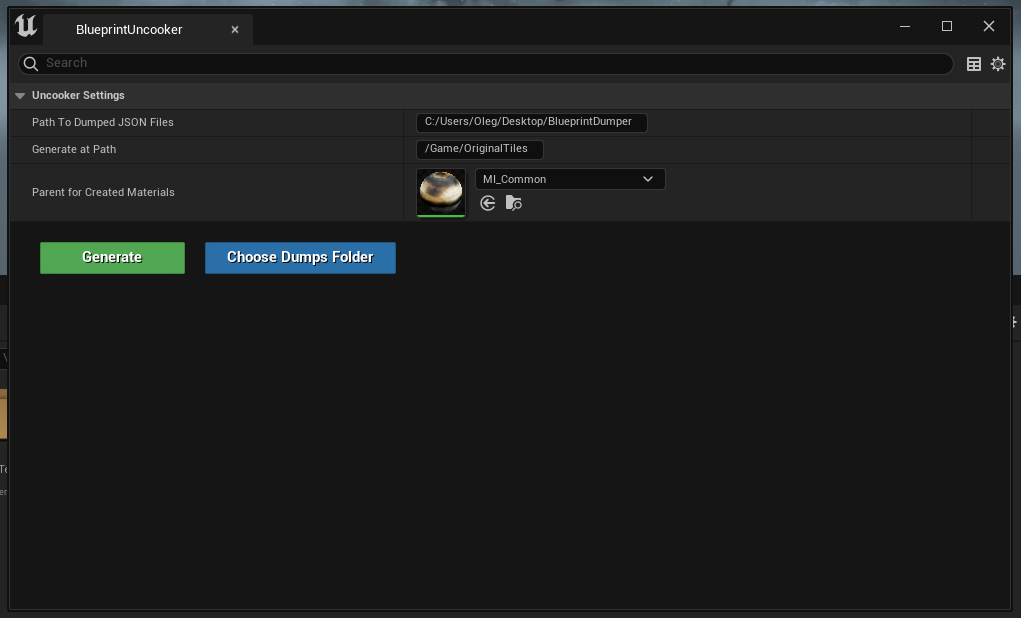 BlueprintUncooker
Search
Uncooker Settings
Path To Dumped JSON Files
C:/Users/Oleg/Desktop/BlueprintDumper
Generate at Path
/Game/OriginalTiles
Parent for Created Materials
MI_Common
Generate
Choose Dumps Folder